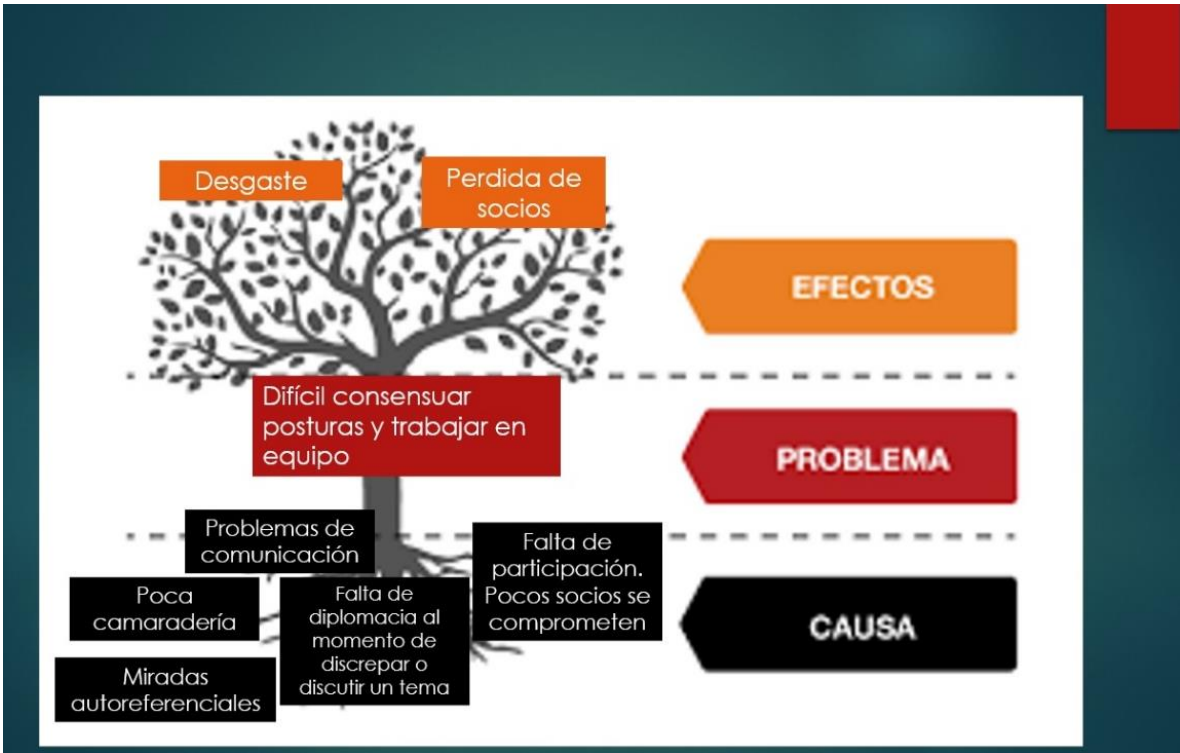 Desgaste
Perdida de
socios
EFECTOS
Difícil consensuar
posturas y trabajar en
equipo
PROBLEMA
Problemas de
comunicación
Falta de
participación.
Pocos socios se
comprometen
Poca
camaradería
Falta de
diplomacia al
momento de
discrepar o
discutir un tema
Miradas
autoreferenciales
CAUSA